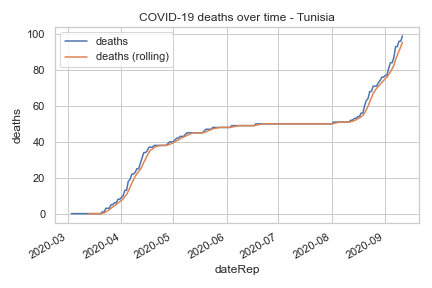 COVID-19 deaths over time - Tunisia
deaths
deaths (rolling)
100
80
60
40
20
0
deaths
2020-03
2020-04
2020-05
2020-06
2020-07
2020-08
2020-09
dateRep